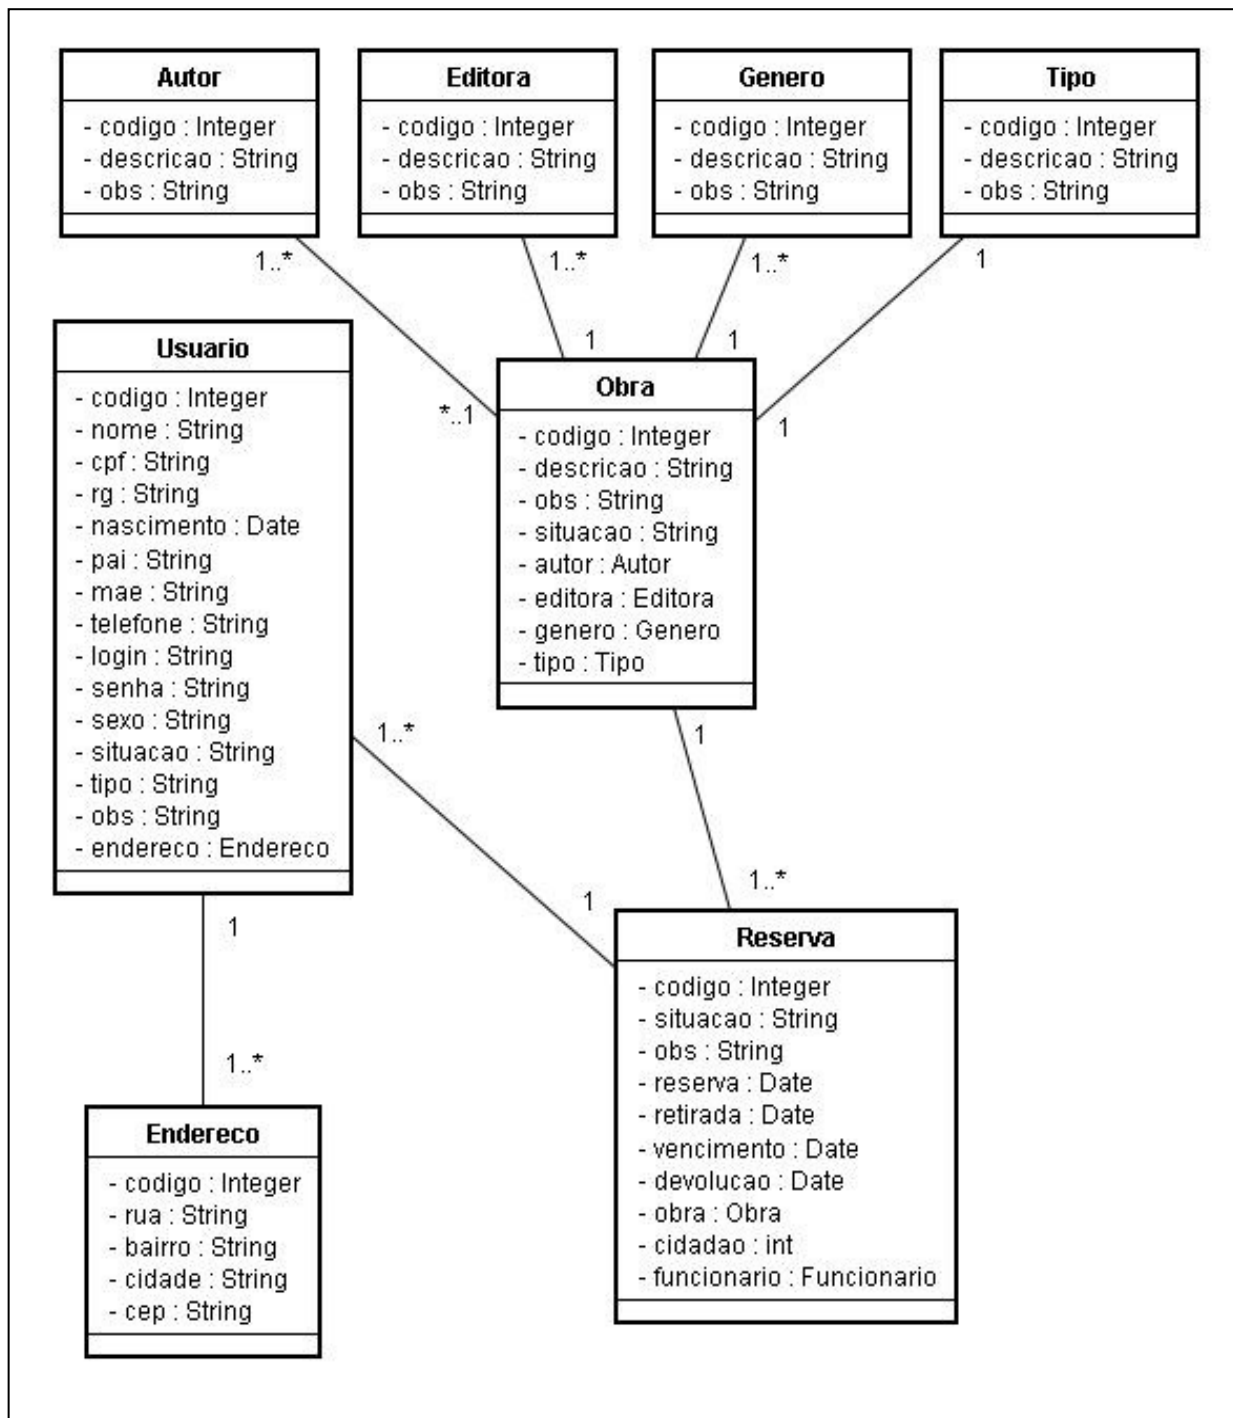 Autor
- codigo : Integer
- descricao : String
- obs : String
Editora
- codigo : Integer
- descricao : String
- obs : String
Genero
- codigo : Integer
- descricao : String
- obs : String
Tipo
- codigo : Integer
- descricao : String
- obs : String
1..*
1..*
1..*
1
Usuario
- codigo : Integer
- nome : String
- cpf : String
- rg : String
- nascimento : Date
- pai : String
- mae : String
- telefone : String
- login : String
- senha : String
- sexo : String
- situacao : String
- tipo : String
- obs : String
- endereco : Endereco
1
1
*..1
1
Obra
- codigo : Integer
- descricao : String
- obs : String
- situacao : String
- autor : Autor
- editora : Editora
- genero : Genero
- tipo : Tipo
1..*
1
1
1..*
1
1..*
Reserva
- codigo : Integer
- situacao : String
- obs : String
- reserva : Date
- retirada : Date
- vencimento : Date
- devolucao : Date
- obra : Obra
- cidadao : int
- funcionario : Funcionario
Endereco
- codigo : Integer
- rua : String
- bairro : String
- cidade : String
- cep : String